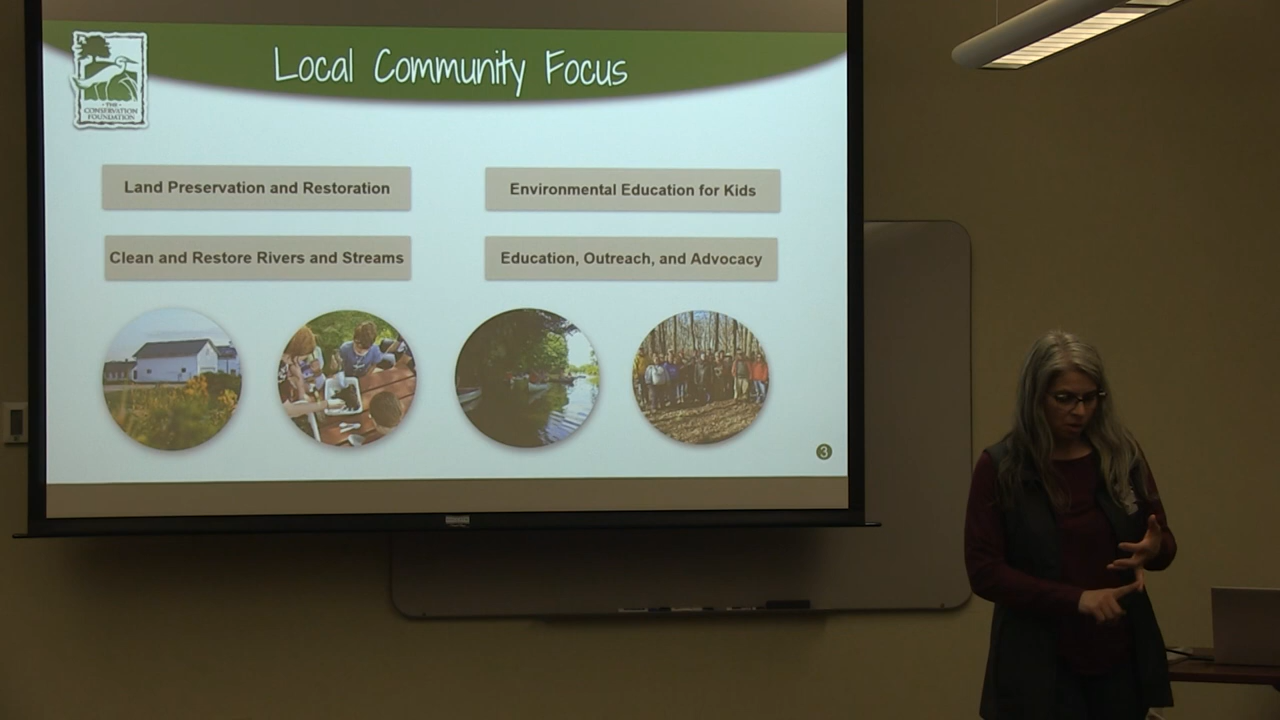 Local Community Focus
THE
CONSERVATION
FOUNDATION
Land Preservation and Restoration
Environmental Education for Kids
Clean and Restore Rivers and Streams
Education, Outreach, and Advocacy
3